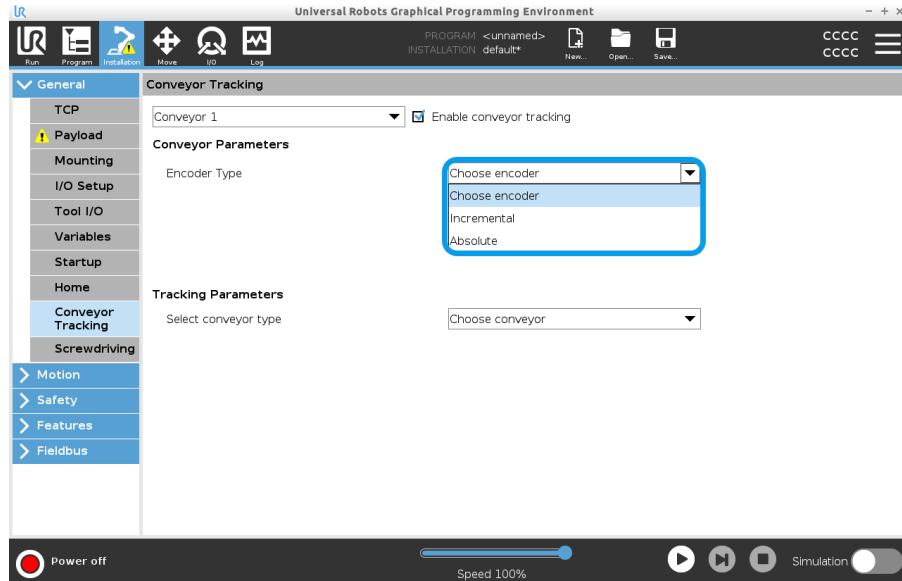 Universal Robots Graphical Programming Environment
PROGRAM <unnamed>
INSTALLATION default*
CCCC
CCCC
Run
Program
Installation
Move
I/O
Log
New...
Open...
Save...
General
Conveyor Tracking
TCP
Payload
Mounting
I/O Setup
Tool I/O
Variables
Startup
Home
Conveyor
Tracking
Screwdriving
Motion
Safety
Features
Fieldbus
Conveyor 1
Enable conveyor tracking
Conveyor Parameters
Encoder Type
Choose encoder
Choose encoder
Incremental
Absolute
Tracking Parameters
Select conveyor type
Choose conveyor
Power off
Speed 100%
Simulation